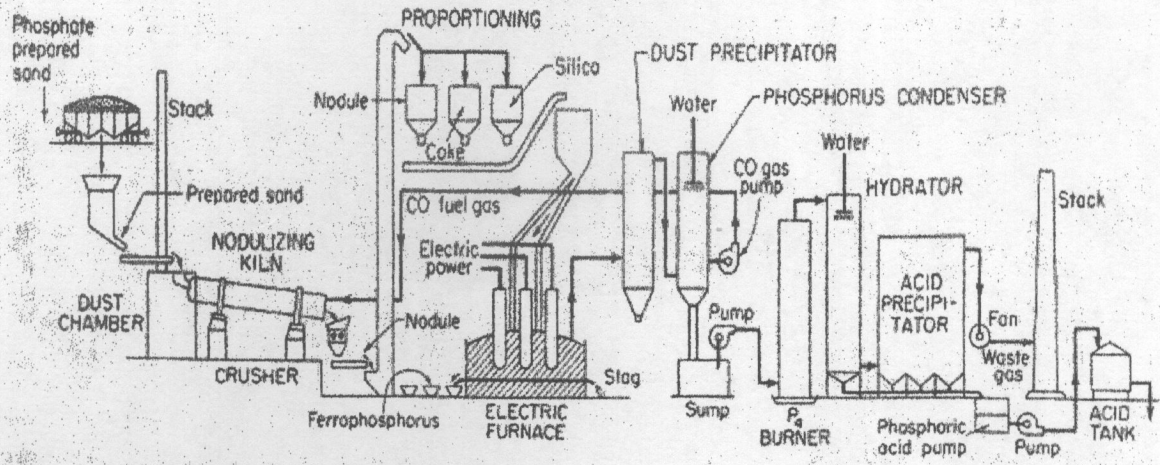 Phosphate
prepared
sand
Stack
Prepared sand
NODULIZING
KILN
DUST
CHAMBER
CRUSHER
Nodule
PROPORTIONING
Nodule
Coke
Silica
CO fuel gas
Electric
power
Ferrophosphorus
ELECTRIC
FURNACE
Slag
DUST PRECIPITATOR
Water
PHOSPHORUS CONDENSER
CO gas
pump
Pump
Sump
P4
BURNER
Water
HYDRATOR
ACID
PRECIPI-
TATOR
Fan
Waste
gas
Stack
Phosphoric
acid pump
Pump
ACID
TANK